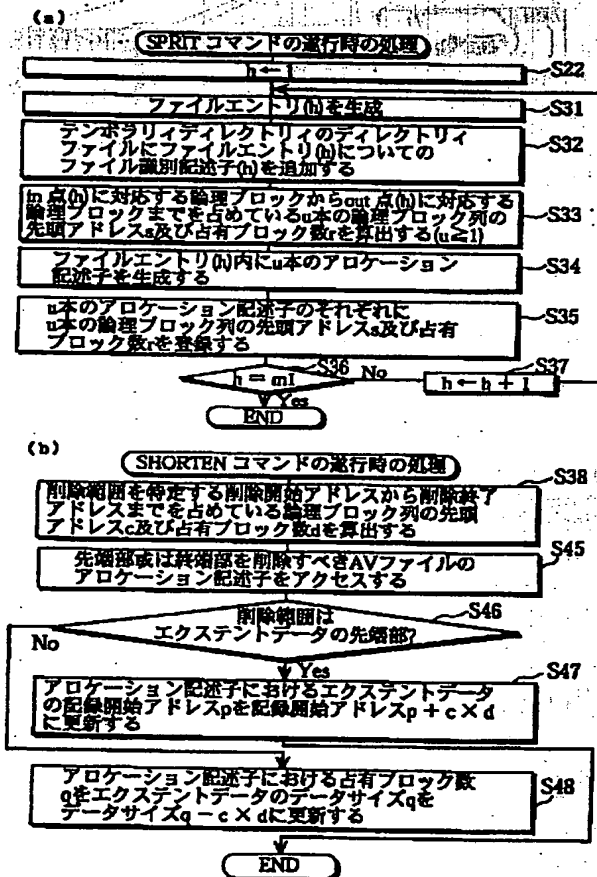 (a)
SPRIT コマンドの遂行時の処理
h ← 1
S22
ファイルエントリ(h)を生成
S31
テンポラリィディレクトリィのディレクトリィ
ファイルにファイルエントリ(h)についての
ファイル識別記述子(h)を追加する
S32
in 点(h)に対応する論理ブロックからout 点(h)に対応する
論理ブロックまでを占めているu本の論理ブロック列の
先頭アドレスs及び占有ブロック数rを算出する(u≧1)
S33
ファイルエントリ(h)内にu本のアロケーション
記述子を生成する
S34
u本のアロケーション記述子のそれぞれに
u本の論理ブロック列の先頭アドレスs及び占有
ブロック数rを登録する
S35
h = m1
S36
No
h ← h + 1
S37
Yes
END
(b)
SHORTEN コマンドの遂行時の処理
削除範囲を特定する削除開始アドレスから削除終了
アドレスまでを占めている論理ブロック列の先頭
アドレスc及び占有ブロック数dを算出する
S38
先端部或は終端部を削除すべきAVファイルの
アロケーション記述子をアクセスする
S45
削除範囲は
エクステントデータの先端部?
S46
No
Yes
アロケーション記述子におけるエクステントデータ
の記録開始アドレスpを記録開始アドレスp + c × d
に更新する
S47
アロケーション記述子における占有ブロック数
qをエクステントデータのデータサイズqを
データサイズq − c × dに更新する
S48
END